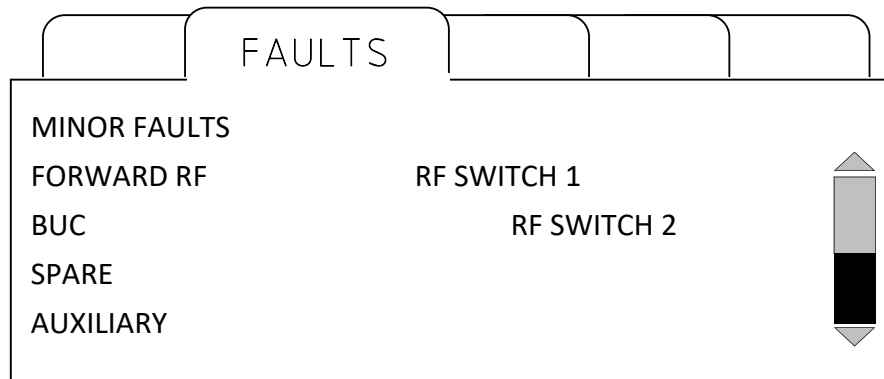 FAULTS
MINOR FAULTS
FORWARD RF RF SWITCH 1
BUC RF SWITCH 2
SPARE
AUXILIARY